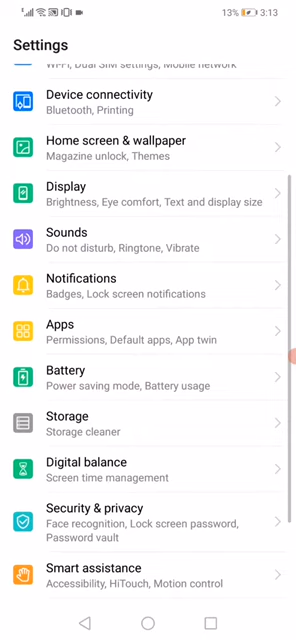 13% 3:13
Settings
Wi-Fi, Dual SIM settings, Mobile network
Device connectivity
Bluetooth, Printing
Home screen & wallpaper
Magazine unlock, Themes
Display
Brightness, Eye comfort, Text and display size
Sounds
Do not disturb, Ringtone, Vibrate
Notifications
Badges, Lock screen notifications
Apps
Permissions, Default apps, App twin
Battery
Power saving mode, Battery usage
Storage
Storage cleaner
Digital balance
Screen time management
Security & privacy
Face recognition, Lock screen password,
Password vault
Smart assistance
Accessibility, HiTouch, Motion control